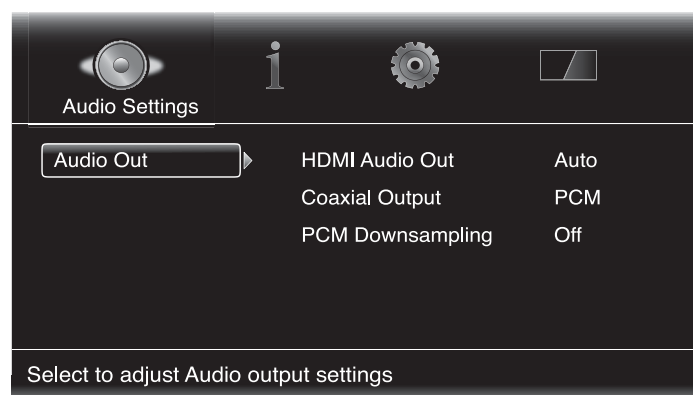 Audio Settings
Audio Out
HDMI Audio Out Auto
Coaxial Output PCM
PCM Downsampling Off
Select to adjust Audio output settings